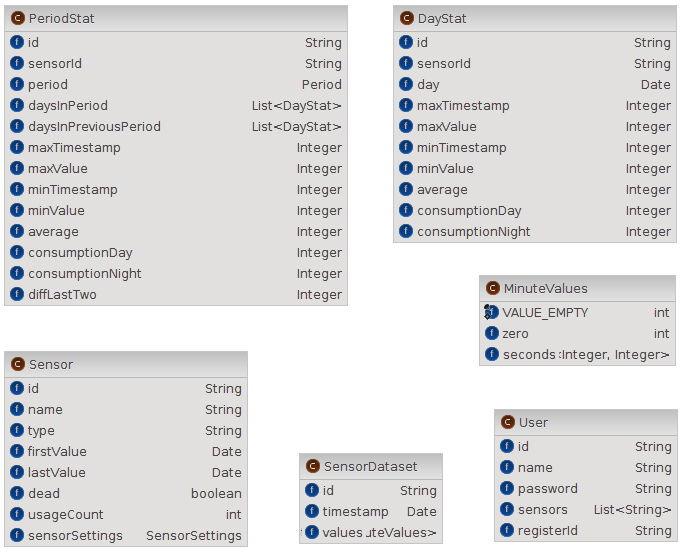 PeriodStat
id String
sensorId String
period Period
daysInPeriod List<DayStat>
daysInPreviousPeriod List<DayStat>
maxTimestamp Integer
maxValue Integer
minTimestamp Integer
minValue Integer
average Integer
consumptionDay Integer
consumptionNight Integer
diffLastTwo Integer
DayStat
id String
sensorId String
day Date
maxTimestamp Integer
maxValue Integer
minTimestamp Integer
minValue Integer
average Integer
consumptionDay Integer
consumptionNight Integer
MinuteValues
VALUE_EMPTY int
zero int
seconds Integer, Integer>
Sensor
id String
name String
type String
firstValue Date
lastValue Date
dead boolean
usageCount int
sensorSettings SensorSettings
SensorDataset
id String
timestamp Date
values uteValues>
User
id String
name String
password String
sensors List<String>
registerId String